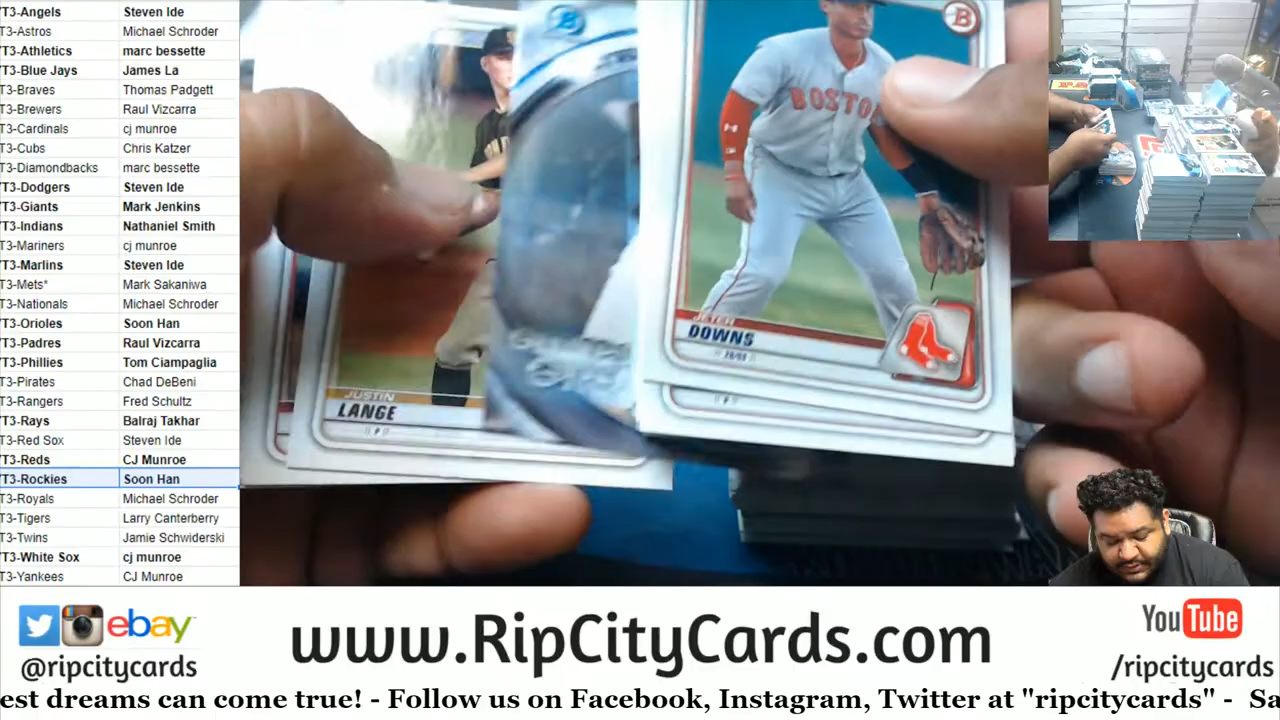 T3-Angels Steven Ide
T3-Astros Michael Schroder
T3-Athletics marc bessette
T3-Blue Jays James La
T3-Braves Thomas Padgett
T3-Brewers Raul Vizcarra
T3-Cardinals cj munroe
T3-Cubs Chris Katzer
T3-Diamondbacks marc bessette
T3-Dodgers Steven Ide
T3-Giants Mark Jenkins
T3-Indians Nathaniel Smith
T3-Mariners cj munroe
T3-Marlins Steven Ide
T3-Mets* Mark Sakaniwa
T3-Nationals Michael Schroder
T3-Orioles Soon Han
T3-Padres Raul Vizcarra
T3-Phillies Tom Ciampaglia
T3-Pirates Chad DeBeni
T3-Rangers Fred Schultz
T3-Rays Balraj Takhar
T3-Red Sox Steven Ide
T3-Reds CJ Munroe
T3-Rockies Soon Han
T3-Royals Michael Schroder
T3-Tigers Larry Canterberry
T3-Twins Jamie Schwiderski
T3-White Sox cj munroe
T3-Yankees CJ Munroe
B
BOSTON
JETER
DOWNS
JUSTIN
LANGE
P
ebay
@ripcitycards
www.RipCityCards.com
YouTube
/ripcitycards
est dreams can come true! - Follow us on Facebook, Instagram, Twitter at "ripcitycards" - Sa